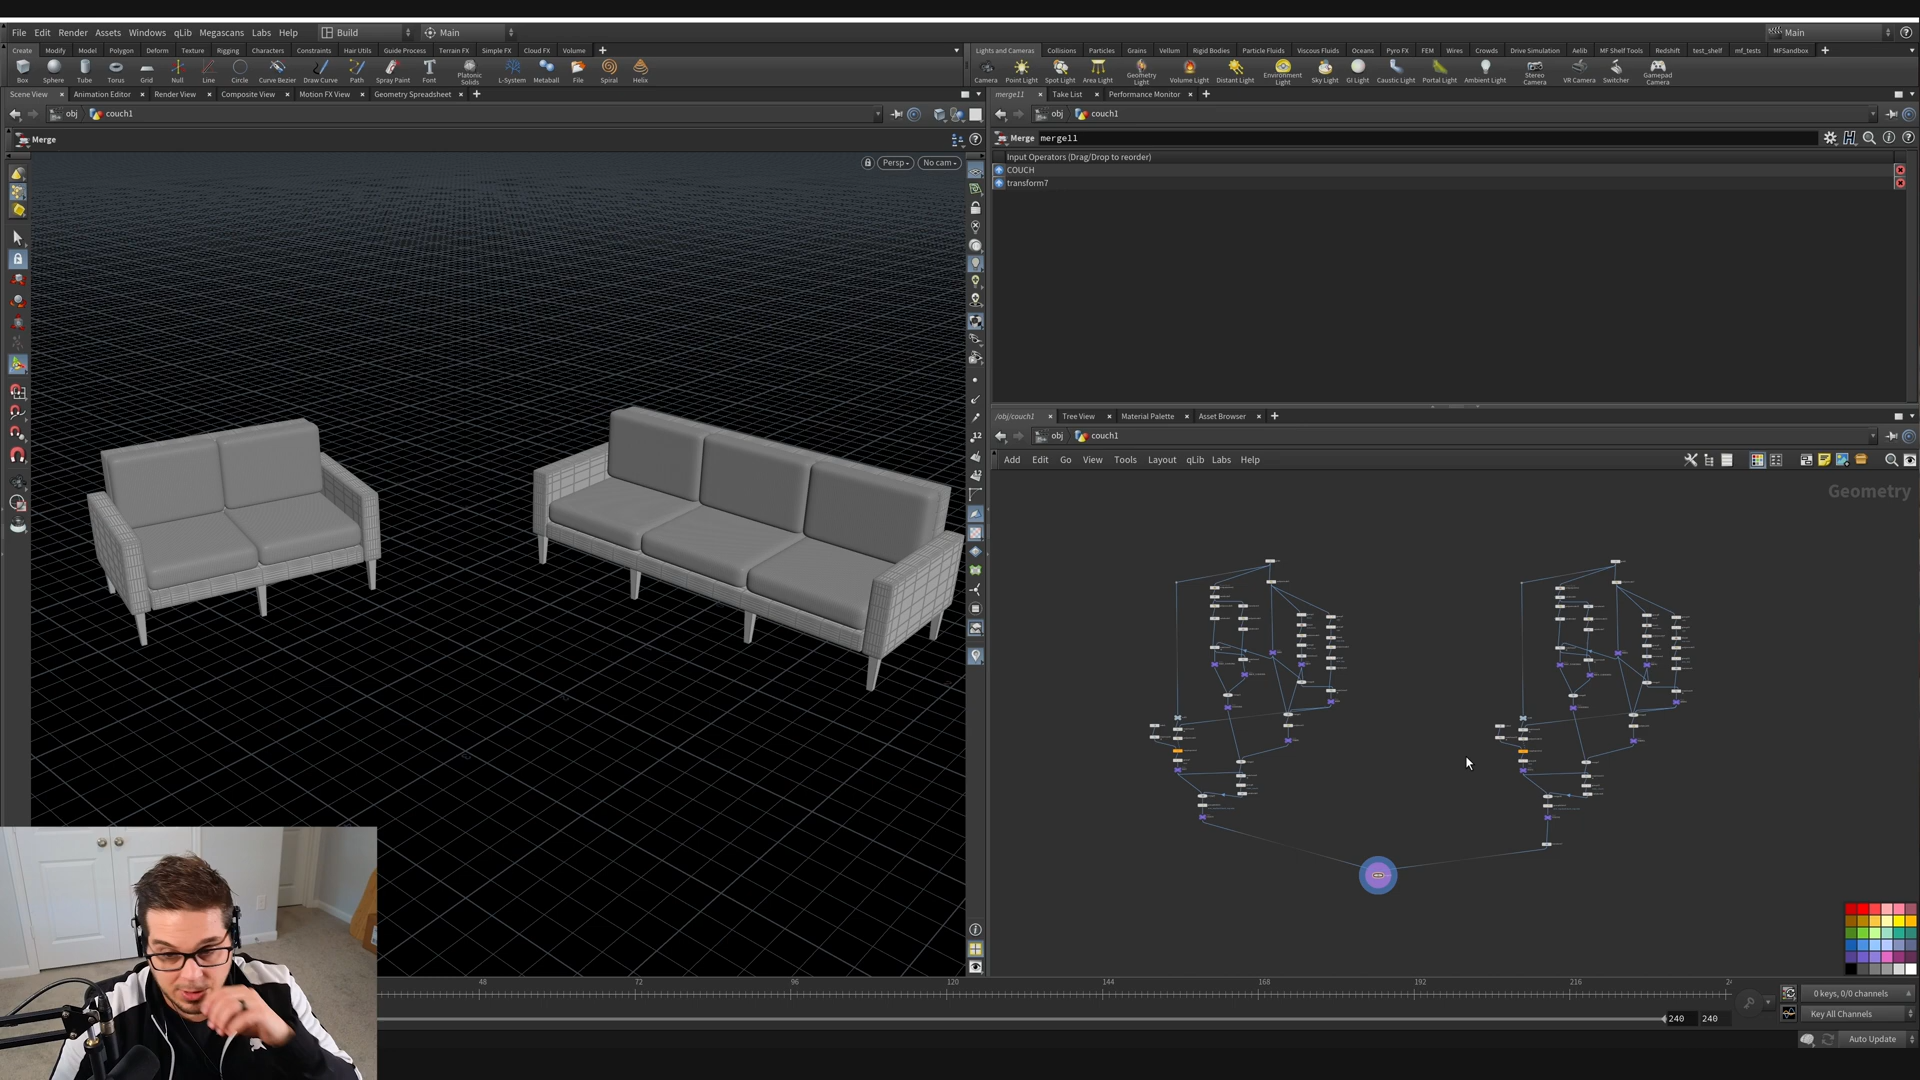 File Edit Render Assets Windows qLib Megascans Labs Help
Build
Main
Main
Create Modify Model Polygon Deform Texture Rigging Characters Constraints Hair Utils Guide Process Terrain FX Simple FX Cloud FX Volume
Lights and Cameras Collisions Particles Grains Vellum Rigid Bodies Particle Fluids Viscous Fluids Oceans Pyro FX FEM Wires Crowds Drive Simulation Aelib MF Shelf Tools Redshift test_shelf mf_tests MFSandbox
Box Sphere Tube Torus Grid Null Line Circle Curve Bezier Draw Curve Path Spray Paint Font Platonic Solids L-System Metaball File Spiral Helix
Camera Point Light Spot Light Area Light Geometry Light Volume Light Distant Light Environment Light Sky Light GI Light Caustic Light Portal Light Ambient Light Stereo Camera VR Camera Switcher Gamepad Camera
Scene View Animation Editor Render View Composite View Motion FX View Geometry Spreadsheet
merge11 Take List Performance Monitor
obj couch1
obj couch1
Merge
Merge merge11
Input Operators (Drag/Drop to reorder)
COUCH
transform7
Persp
No cam
/obj/couch1 Tree View Material Palette Asset Browser
obj couch1
Add Edit Go View Tools Layout qLib Labs Help
Geometry
48 72 96 120 144 168 192 216
240 240
0 keys, 0/0 channels
Key All Channels
Auto Update